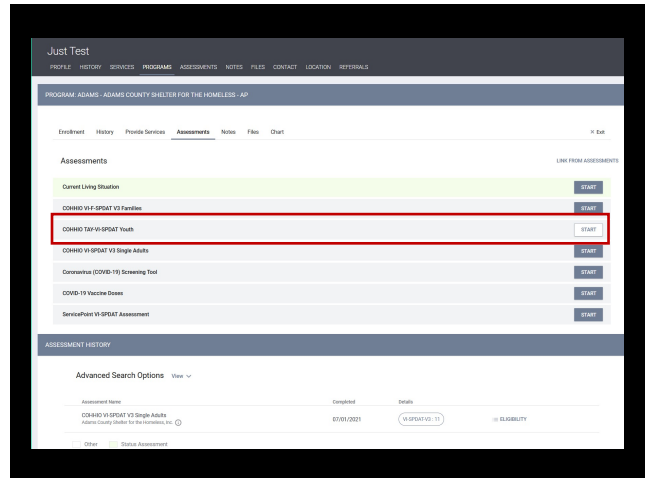 Just Test
PROFILE HISTORY SERVICES PROGRAMS ASSESSMENTS NOTES FILES CONTACT LOCATION REFERRALS
PROGRAM: ADAMS - ADAMS COUNTY SHELTER FOR THE HOMELESS - AP
Enrollment History Provide Services Assessments Notes Files Chart × Exit
Assessments LINK FROM ASSESSMENTS
Current Living Situation START
COHHIO VI-F-SPDAT V3 Families START
COHHIO TAY-VI-SPDAT Youth START
COHHIO VI-SPDAT V3 Single Adults START
Coronavirus (COVID-19) Screening Tool START
COVID-19 Vaccine Doses START
ServicePoint VI-SPDAT Assessment START
ASSESSMENT HISTORY
Advanced Search Options View
Assessment Name Completed Details
COHHIO VI-SPDAT V3 Single Adults
Adams County Shelter for the Homeless, Inc. 07/01/2021 VI-SPDAT-V3 : 11 ELIGIBILITY
Other Status Assessment